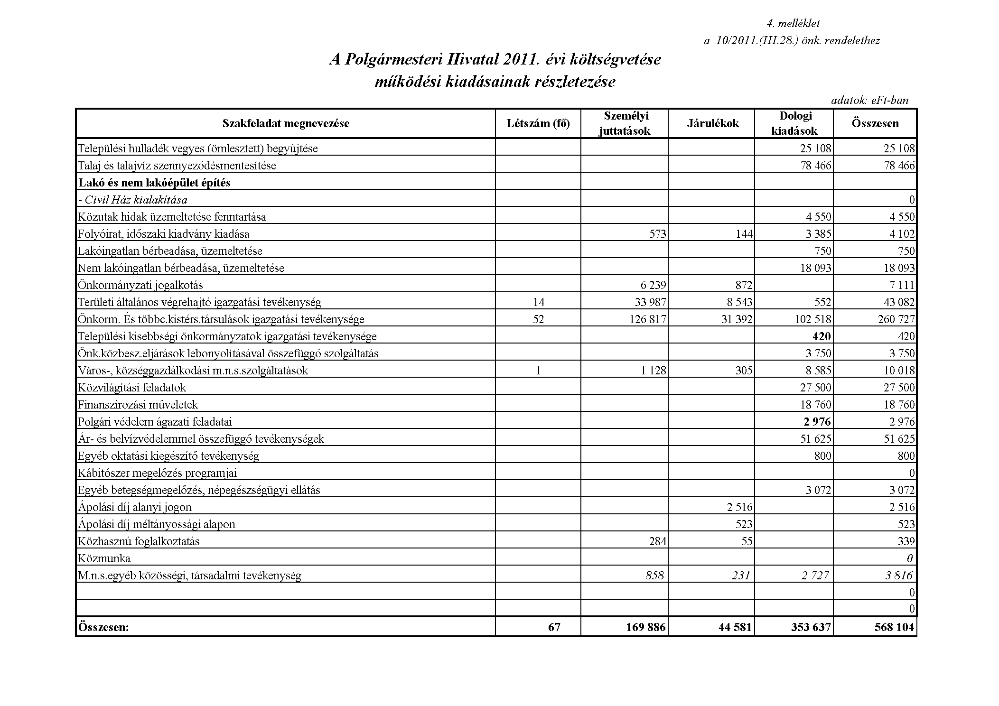 4. melléklet
a 10/2011.(III.28.) önk. rendelethez
A Polgármesteri Hivatal 2011. évi költségvetése
működési kiadásainak részletezése
adatok: eFt-ban
Szakfeladat megnevezése Létszám (fő) Személyi juttatások Járulékok Dologi kiadások Összesen
Települési hulladék vegyes (ömlesztett) begyűjtése 25 108 25 108
Talaj és talajvíz szennyeződésmentesítése 78 466 78 466
Lakó és nem lakóépület építés
- Civil Ház kialakítása 0
Közutak hidak üzemeltetése fenntartása 4 550 4 550
Folyóirat, időszaki kiadvány kiadása 573 144 3 385 4 102
Lakóingatlan bérbeadása, üzemeltetése 750 750
Nem lakóingatlan bérbeadása, üzemeltetése 18 093 18 093
Önkormányzati jogalkotás 6 239 872 7 111
Területi általános végrehajtó igazgatási tevékenység 14 33 987 8 543 552 43 082
Önkorm. És többc.kistérs.társulások igazgatási tevékenysége 52 126 817 31 392 102 518 260 727
Települési kisebbségi önkormányzatok igazgatási tevékenysége 420 420
Önk.közbesz.eljárások lebonyolításával összefüggő szolgáltatás 3 750 3 750
Város-, községgazdálkodási m.n.s.szolgáltatások 1 1 128 305 8 585 10 018
Közvilágítási feladatok 27 500 27 500
Finanszírozási műveletek 18 760 18 760
Polgári védelem ágazati feladatai 2 976 2 976
Ár- és belvízvédelemmel összefüggő tevékenységek 51 625 51 625
Egyéb oktatási kiegészítő tevékenység 800 800
Kábítószer megelőzés programjai 0
Egyéb betegségmegelőzés, népegészségügyi ellátás 3 072 3 072
Ápolási díj alanyi jogon 2 516 2 516
Ápolási díj méltányossági alapon 523 523
Közhasznú foglalkoztatás 284 55 339
Közmunka 0
M.n.s.egyéb közösségi, társadalmi tevékenység 858 231 2 727 3 816
0
0
Összesen: 67 169 886 44 581 353 637 568 104